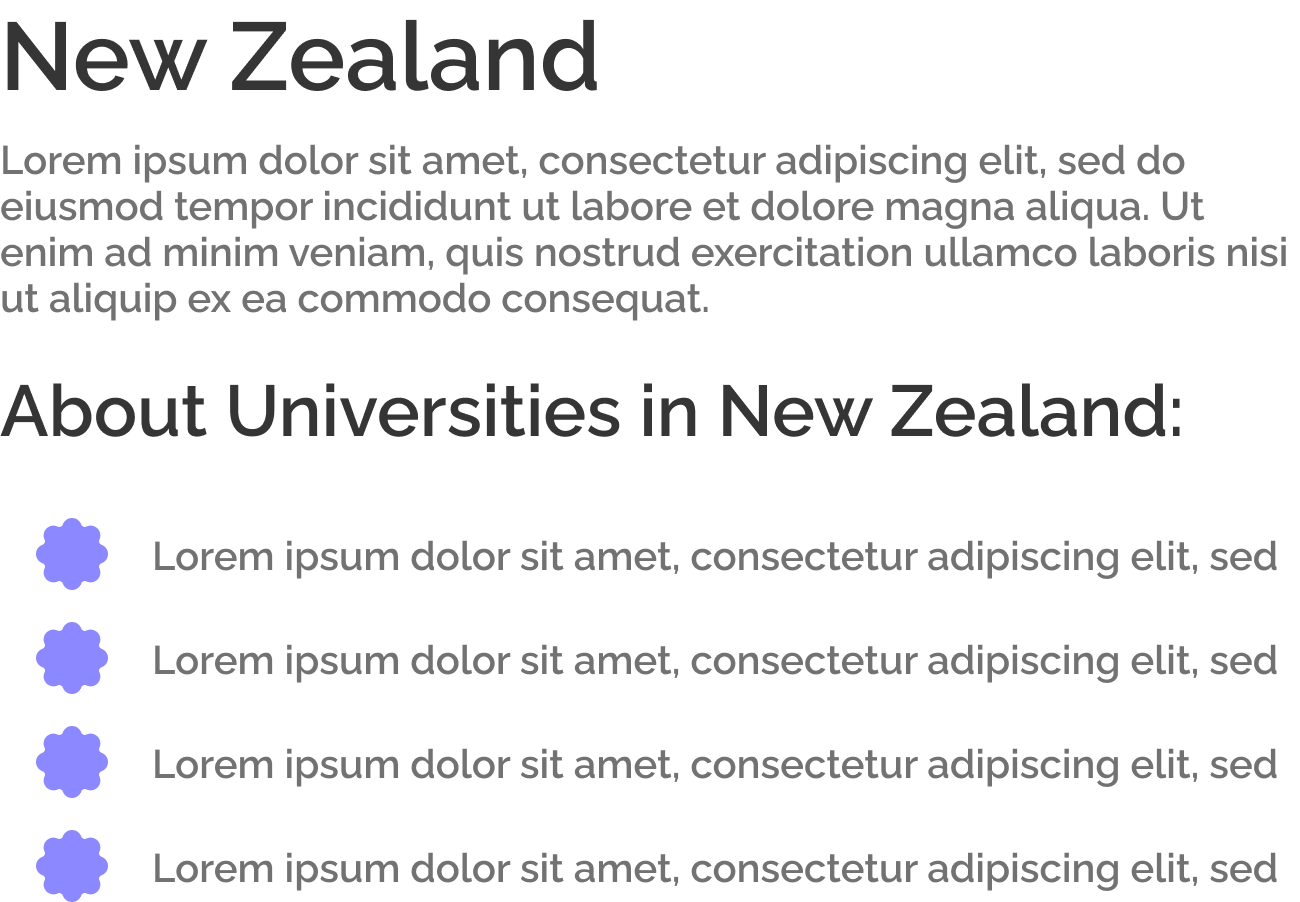 New Zealand
Lorem ipsum dolor sit amet, consectetur adipiscing elit, sed do
eiusmod tempor incididunt ut labore et dolore magna aliqua. Ut
enim ad minim veniam, quis nostrud exercitation ullamco laboris nisi
ut aliquip ex ea commodo consequat.
About Universities in New Zealand:
Lorem ipsum dolor sit amet, consectetur adipiscing elit, sed
Lorem ipsum dolor sit amet, consectetur adipiscing elit, sed
Lorem ipsum dolor sit amet, consectetur adipiscing elit, sed
Lorem ipsum dolor sit amet, consectetur adipiscing elit, sed